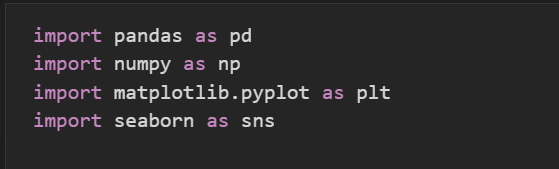 import pandas as pd
import numpy as np
import matplotlib.pyplot as plt
import seaborn as sns